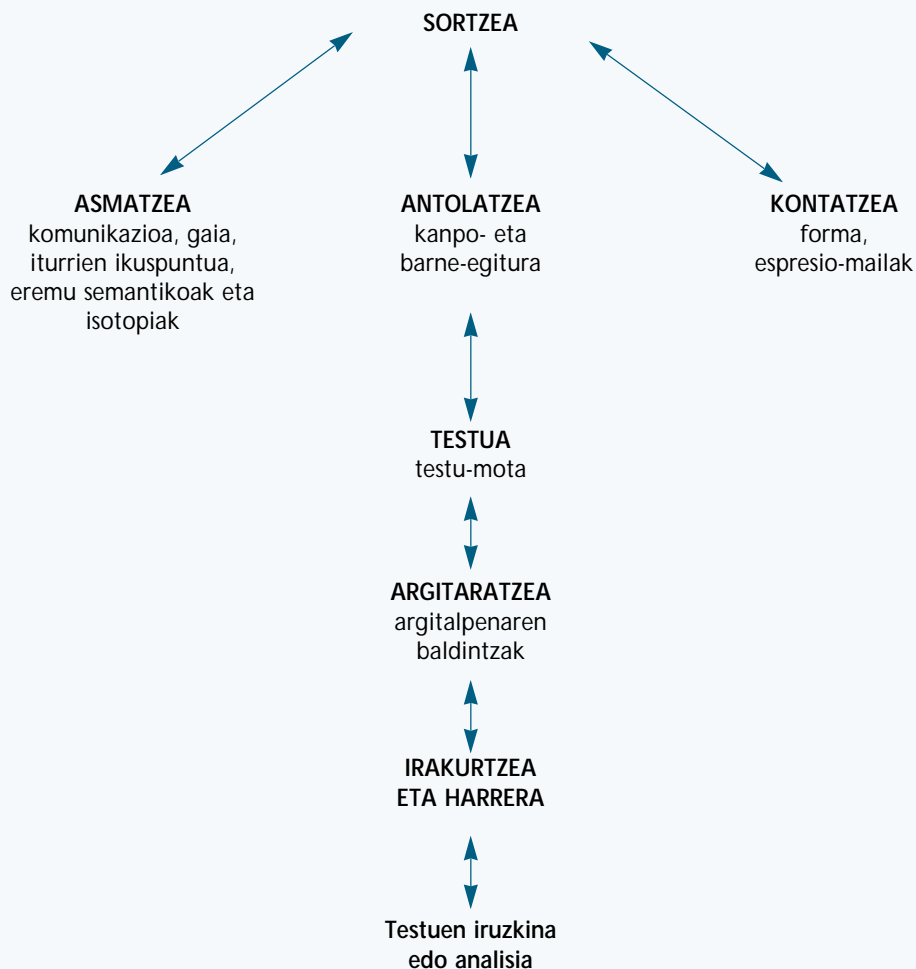 SORTZEA
ASMATZEA
komunikazioa, gaia,
iturrien ikuspuntua,
eremu semantikoak eta
isotopiak
ANTOLATZEA
kanpo- eta
barne-egitura
KONTATZEA
forma,
espresio-mailak
TESTUA
testu-mota
ARGITARATZEA
argitalpenaren
baldintzak
IRAKURTZEA
ETA HARRERA
Testuen iruzkina
edo analisia